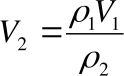 V₂ = ρ₁V₁ / ρ₂